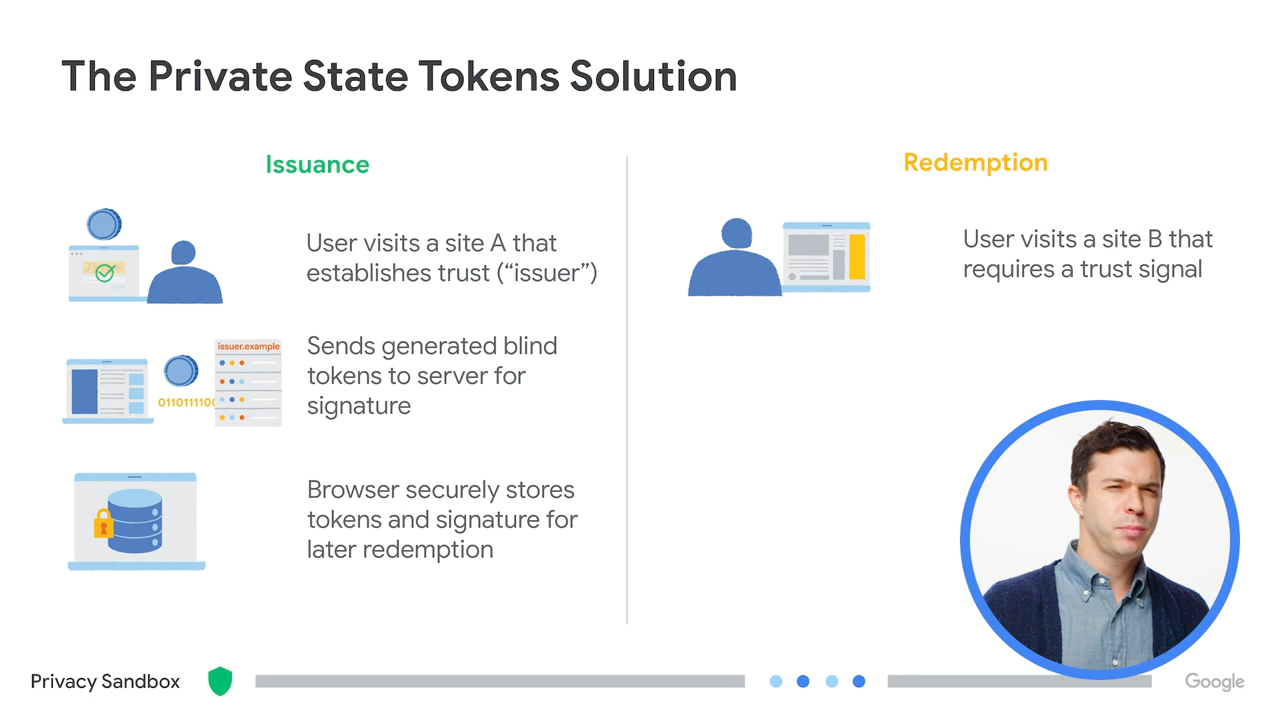 The Private State Tokens Solution
Issuance
User visits a site A that
establishes trust (“issuer”)
issuer.example
Sends generated blind
tokens to server for
signature
0110111100
Browser securely stores
tokens and signature for
later redemption
Redemption
User visits a site B that
requires a trust signal
Privacy Sandbox
Google